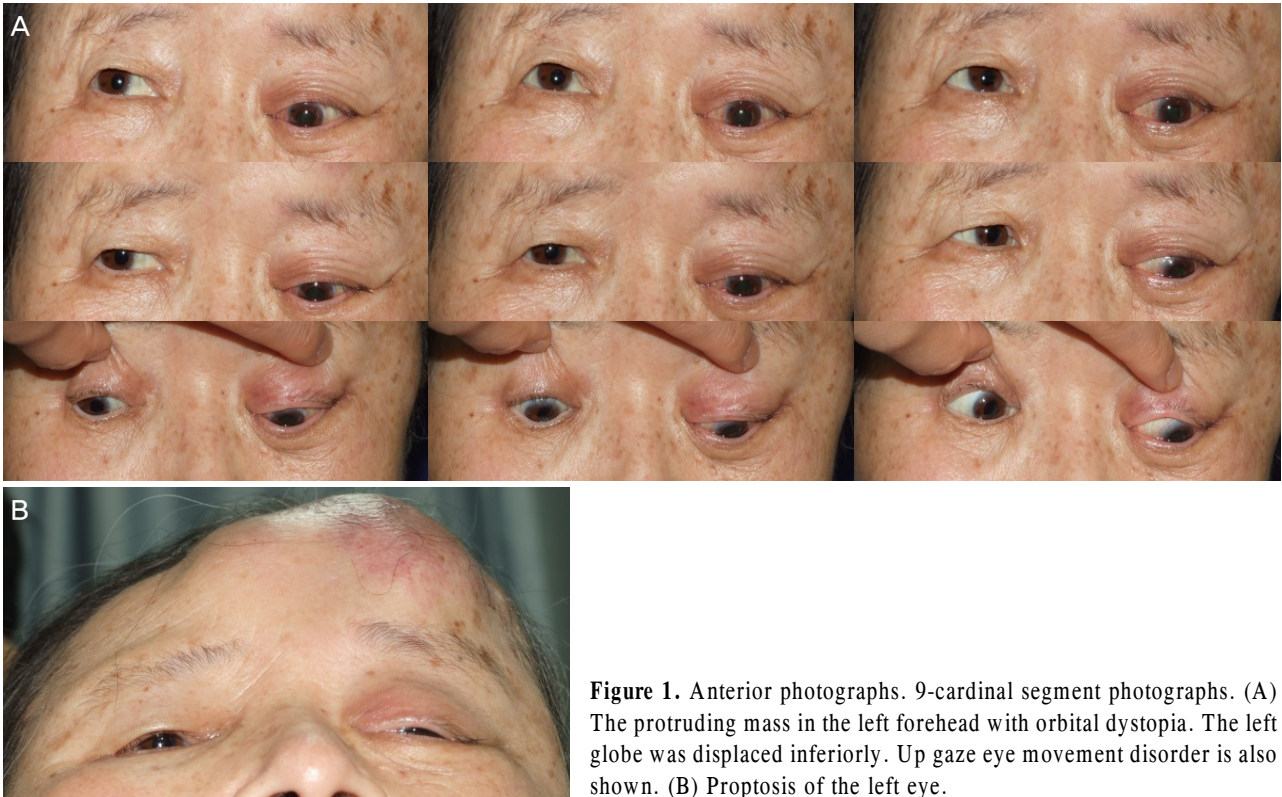 A
B
Figure 1. Anterior photographs. 9-cardinal segment photographs. (A)
The protruding mass in the left forehead with orbital dystopia. The left
globe was displaced inferiorly. Up gaze eye movement disorder is also
shown. (B) Proptosis of the left eye.